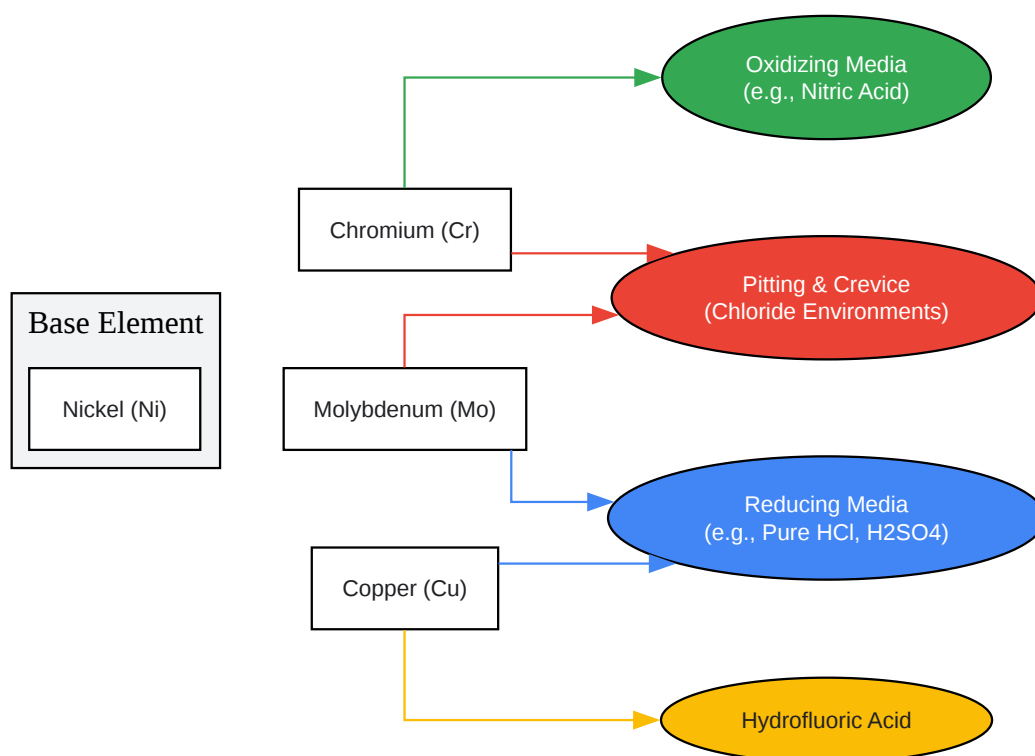 Base Element
Nickel (Ni)
Chromium (Cr)
Molybdenum (Mo)
Copper (Cu)
Oxidizing Media
(e.g., Nitric Acid)
Pitting & Crevice
(Chloride Environments)
Reducing Media
(e.g., Pure HCl, H2SO4)
Hydrofluoric Acid